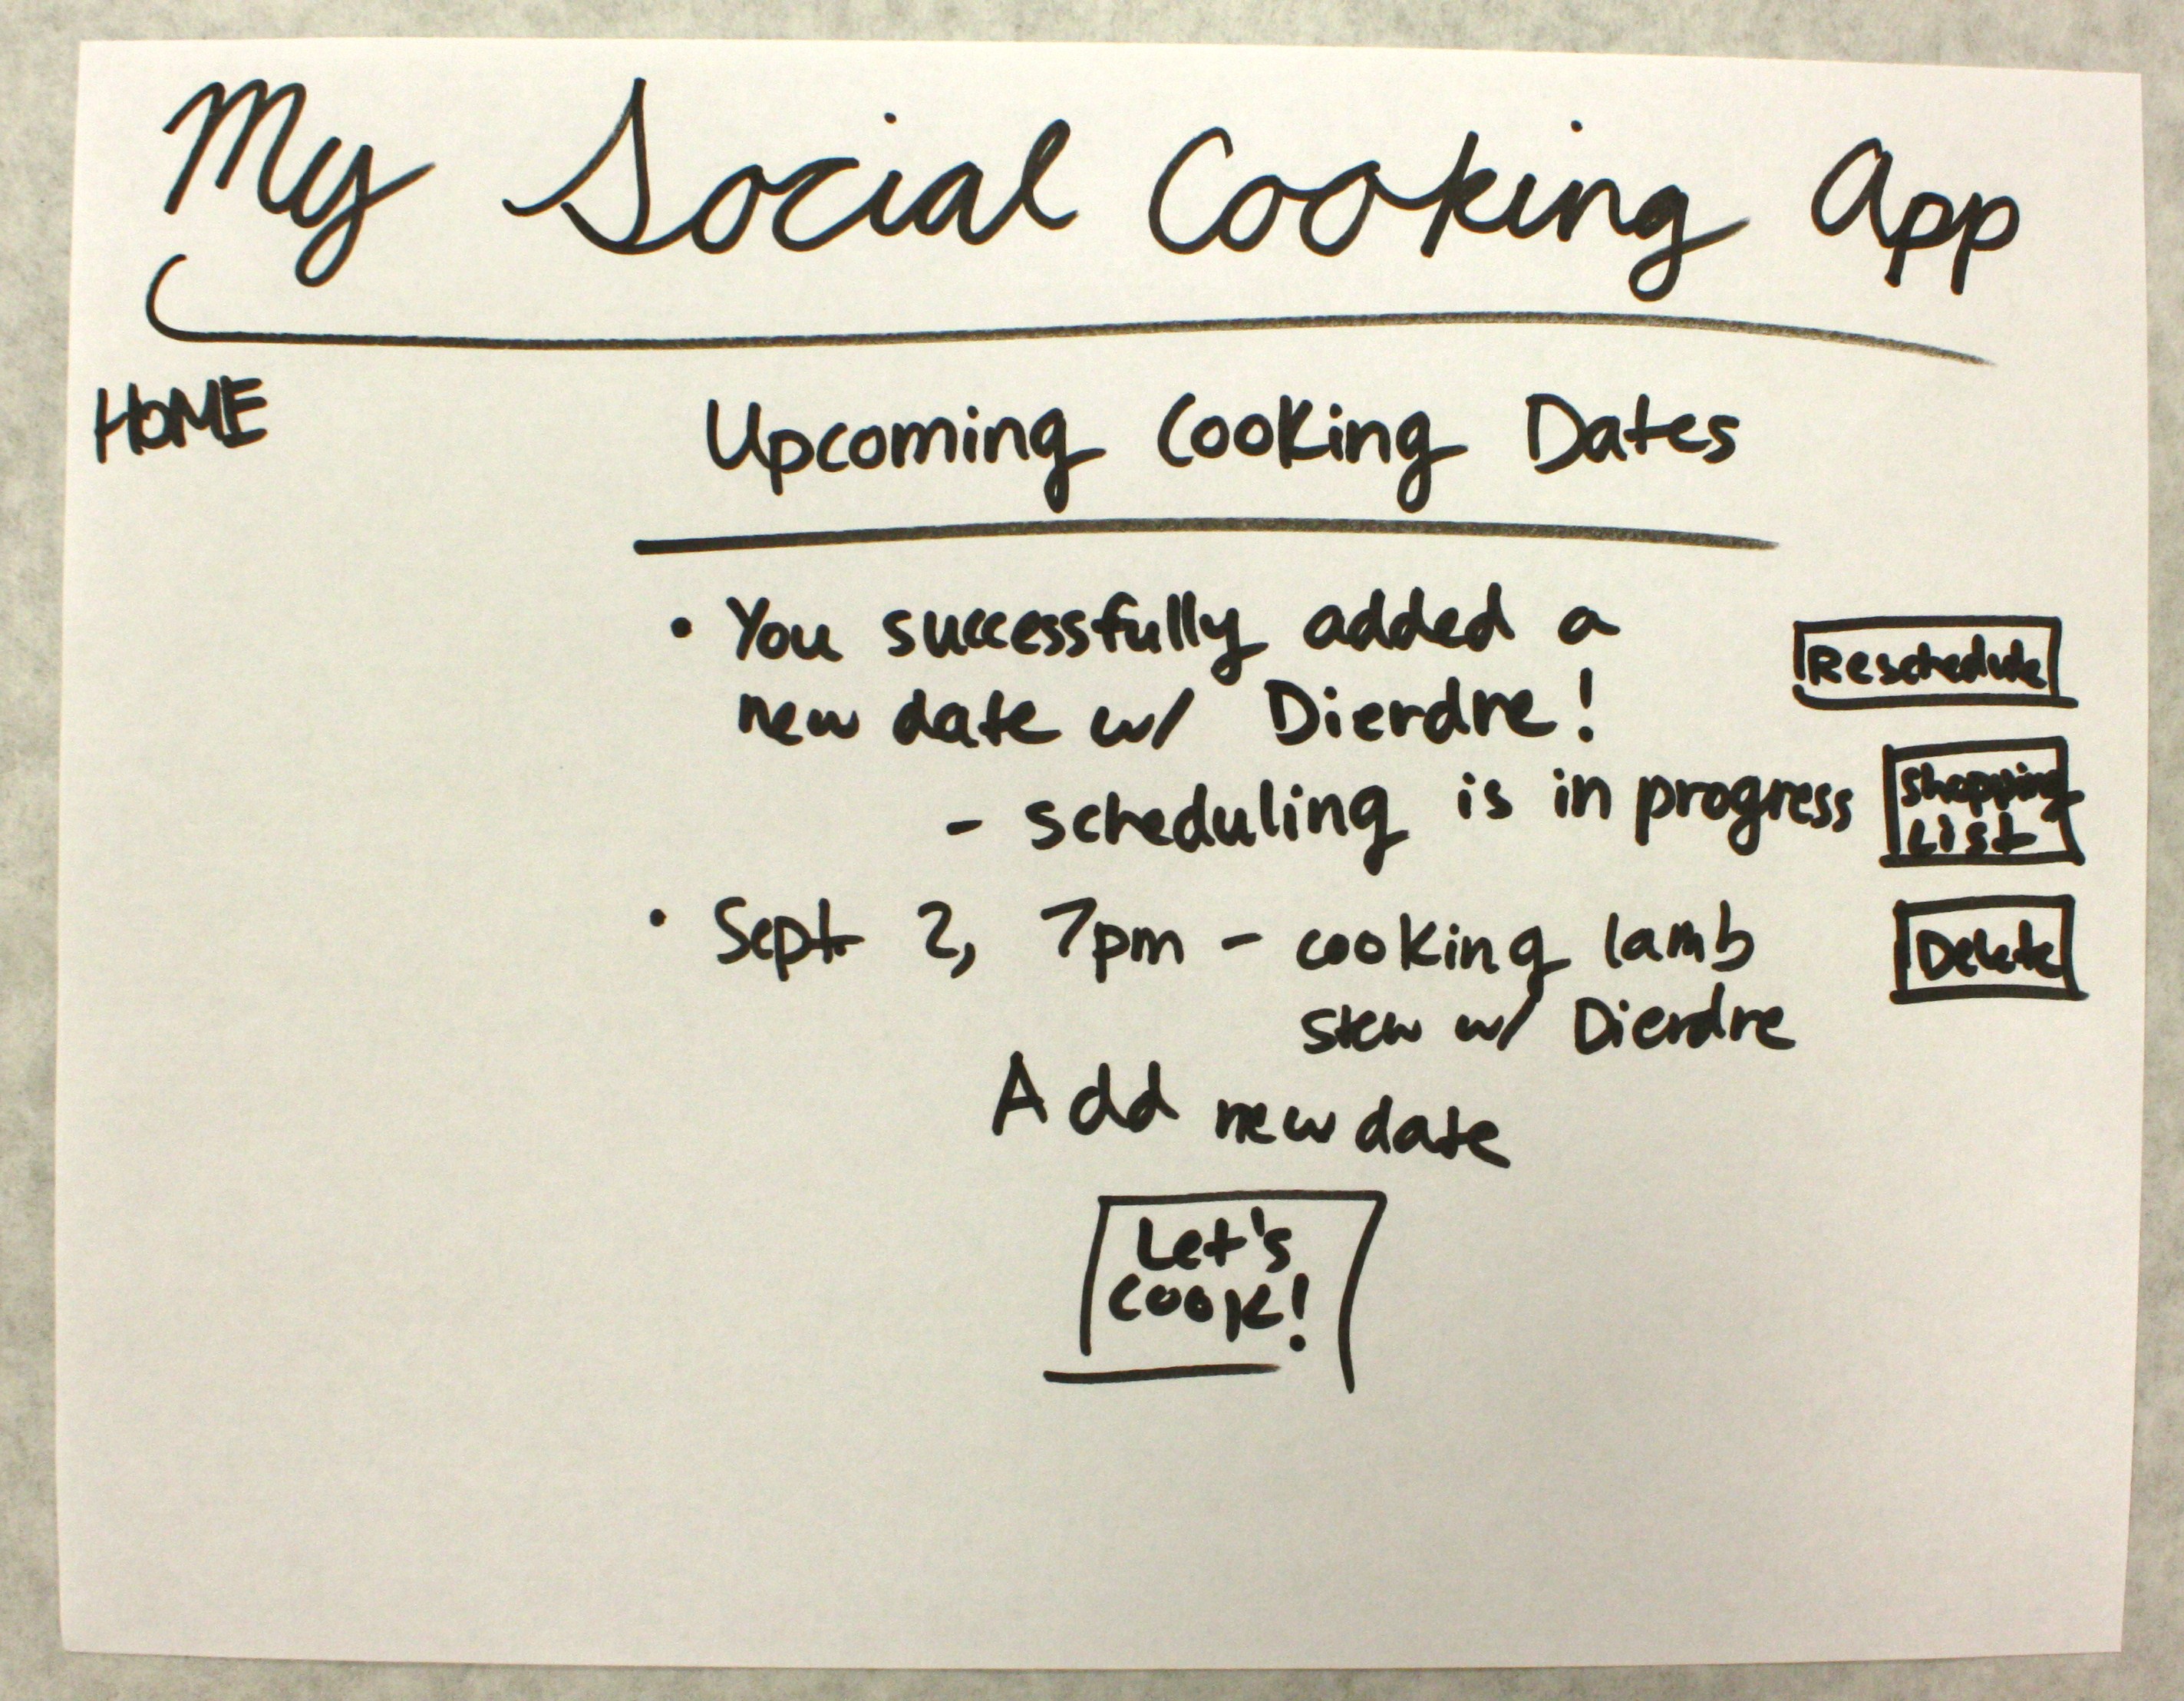 My Social Cooking App
HOME
Upcoming Cooking Dates
• You successfully added a
new date w/ Dierdre!
Reschedule
- scheduling is in progress
Shopping
List
• Sept 2, 7pm - cooking lamb
stew w/ Dierdre
Delete
Add new date
Let's
Cook!